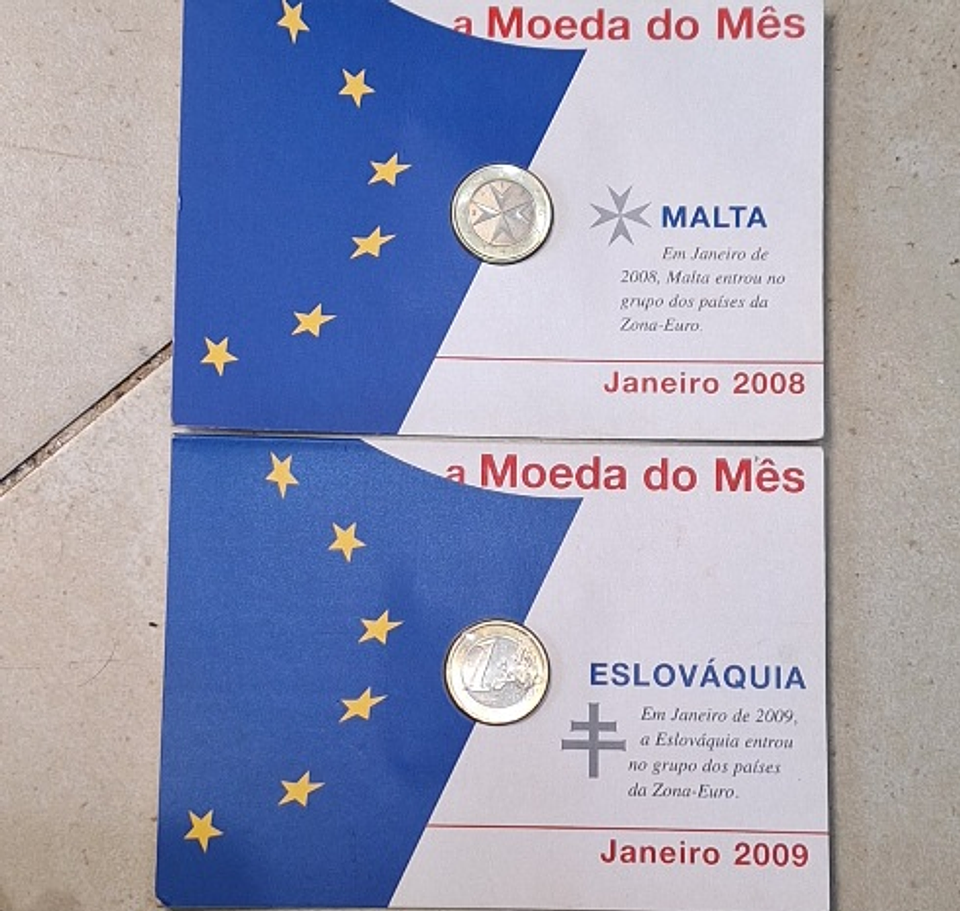 a Moeda do Mês
MALTA
Em Janeiro de
2008, Malta entrou no
grupo dos países da
Zona-Euro.
Janeiro 2008
a Moeda do Mês
1
ESLOVÁQUIA
Em Janeiro de 2009,
a Eslováquia entrou
no grupo dos países
da Zona-Euro.
Janeiro 2009